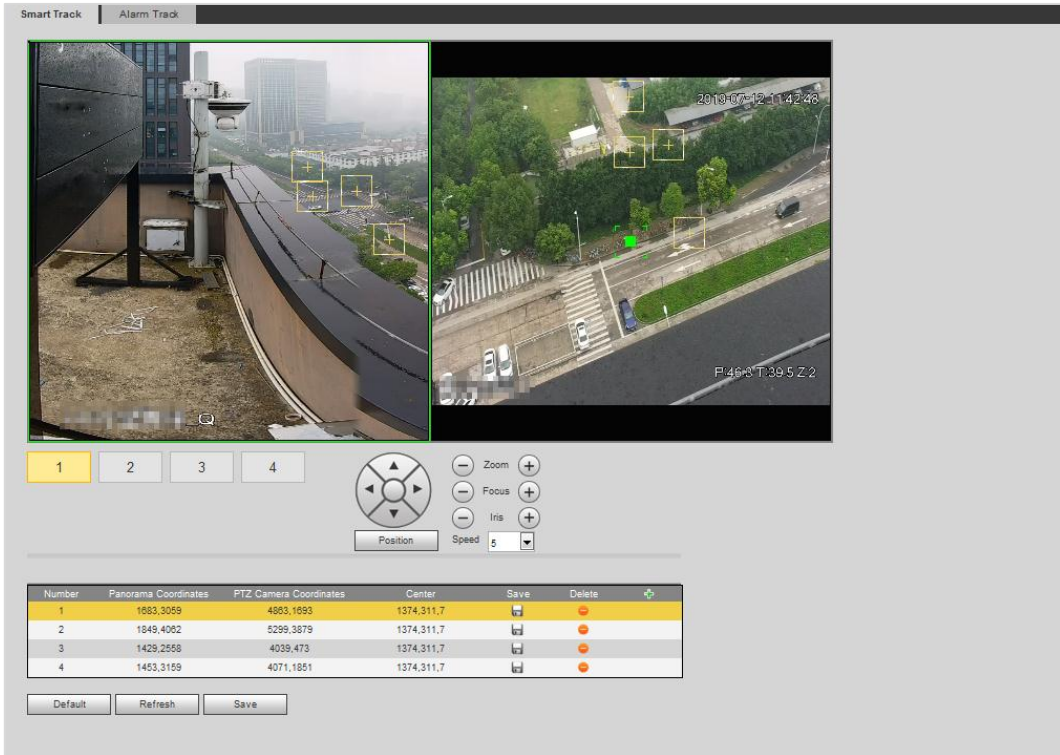 Smart Track Alarm Track
2019-07-12 11:42:48
P:46.3 T:39.5 Z:2
Q
1 2 3 4
Zoom
Focus
Iris
Position Speed 5
Number Panorama Coordinates PTZ Camera Coordinates Center Save Delete
1 1683,3059 4863,1693 1374,311,7
2 1849,4062 5299,3879 1374,311,7
3 1429,2558 4039,473 1374,311,7
4 1453,3159 4071,1851 1374,311,7
Default Refresh Save